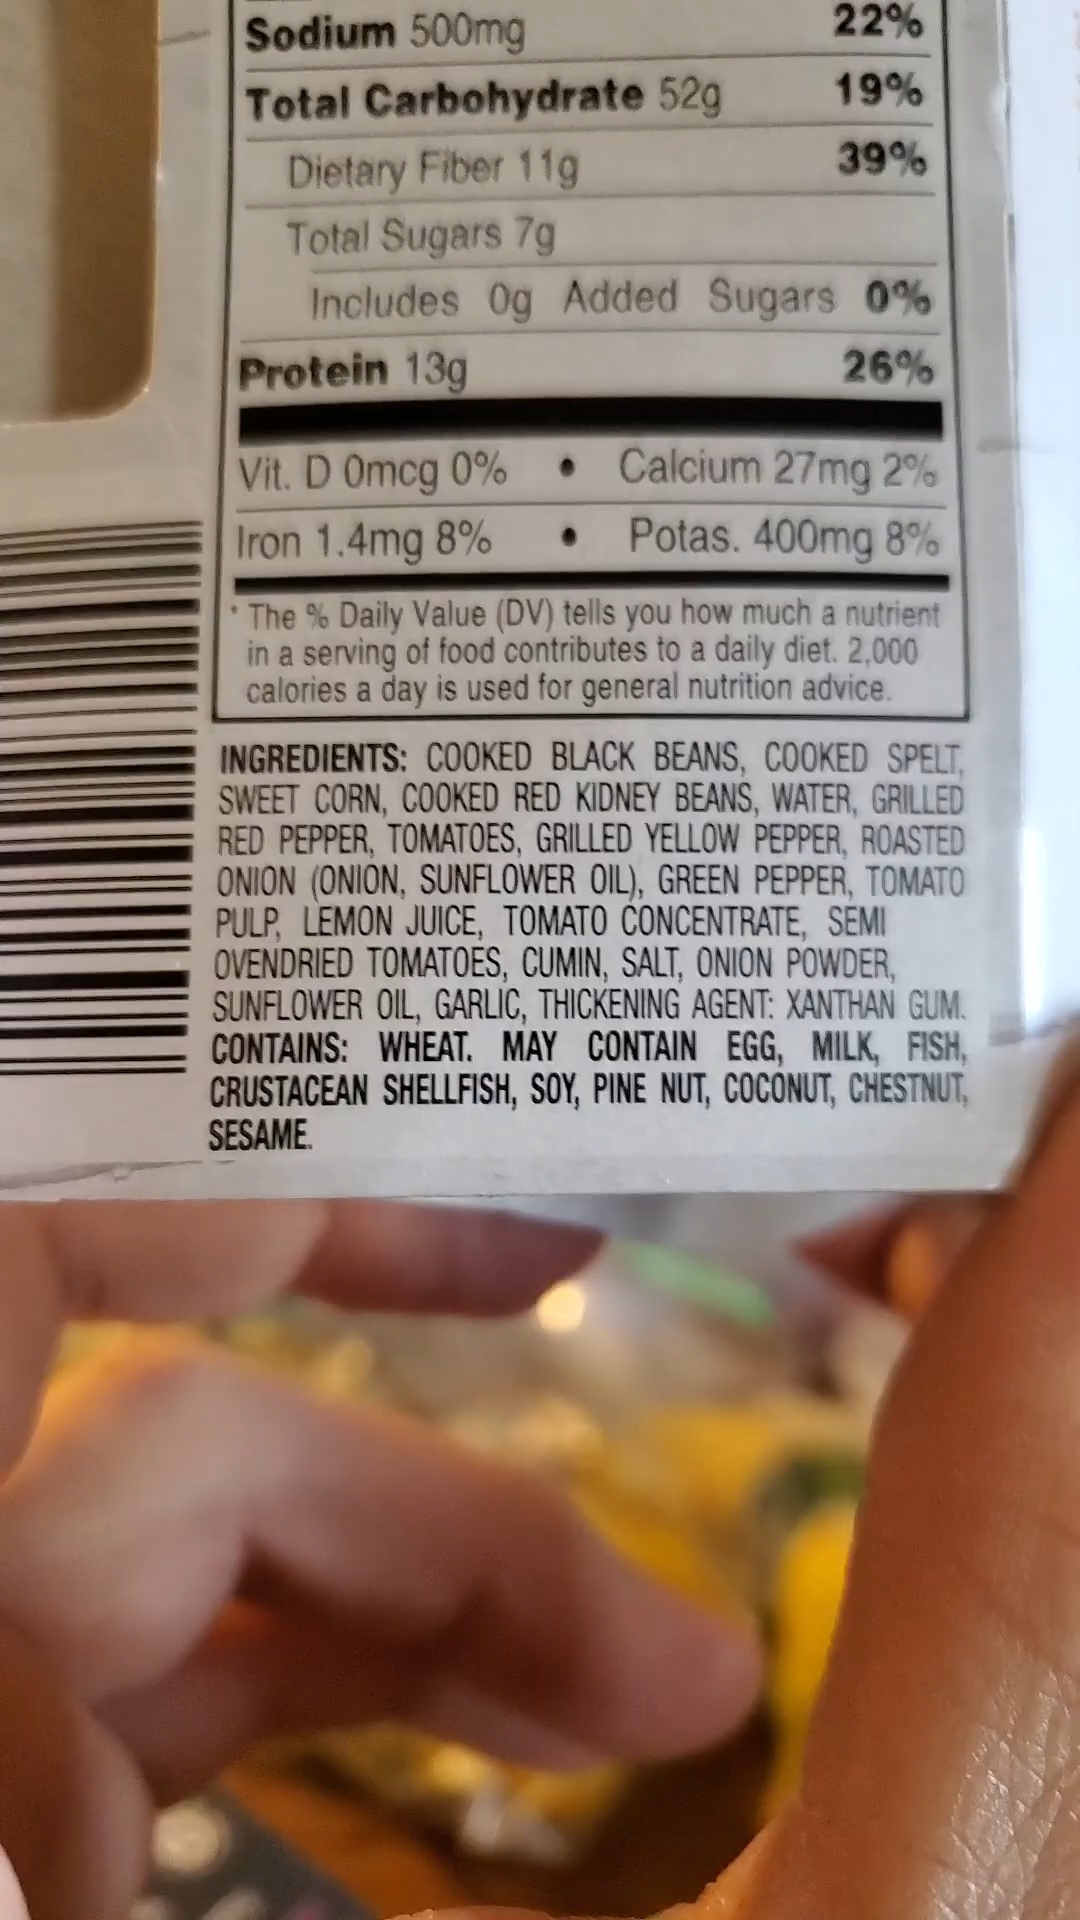 Sodium 500mg 22%
Total Carbohydrate 52g 19%
Dietary Fiber 11g 39%
Total Sugars 7g
Includes 0g Added Sugars 0%
Protein 13g 26%
Vit. D 0mcg 0% • Calcium 27mg 2%
Iron 1.4mg 8% • Potas. 400mg 8%
* The % Daily Value (DV) tells you how much a nutrient
in a serving of food contributes to a daily diet. 2,000
calories a day is used for general nutrition advice.
INGREDIENTS: COOKED BLACK BEANS, COOKED SPELT,
SWEET CORN, COOKED RED KIDNEY BEANS, WATER, GRILLED
RED PEPPER, TOMATOES, GRILLED YELLOW PEPPER, ROASTED
ONION (ONION, SUNFLOWER OIL), GREEN PEPPER, TOMATO
PULP, LEMON JUICE, TOMATO CONCENTRATE, SEMI
OVENDRIED TOMATOES, CUMIN, SALT, ONION POWDER,
SUNFLOWER OIL, GARLIC, THICKENING AGENT: XANTHAN GUM.
CONTAINS: WHEAT. MAY CONTAIN EGG, MILK, FISH,
CRUSTACEAN SHELLFISH, SOY, PINE NUT, COCONUT, CHESTNUT,
SESAME.